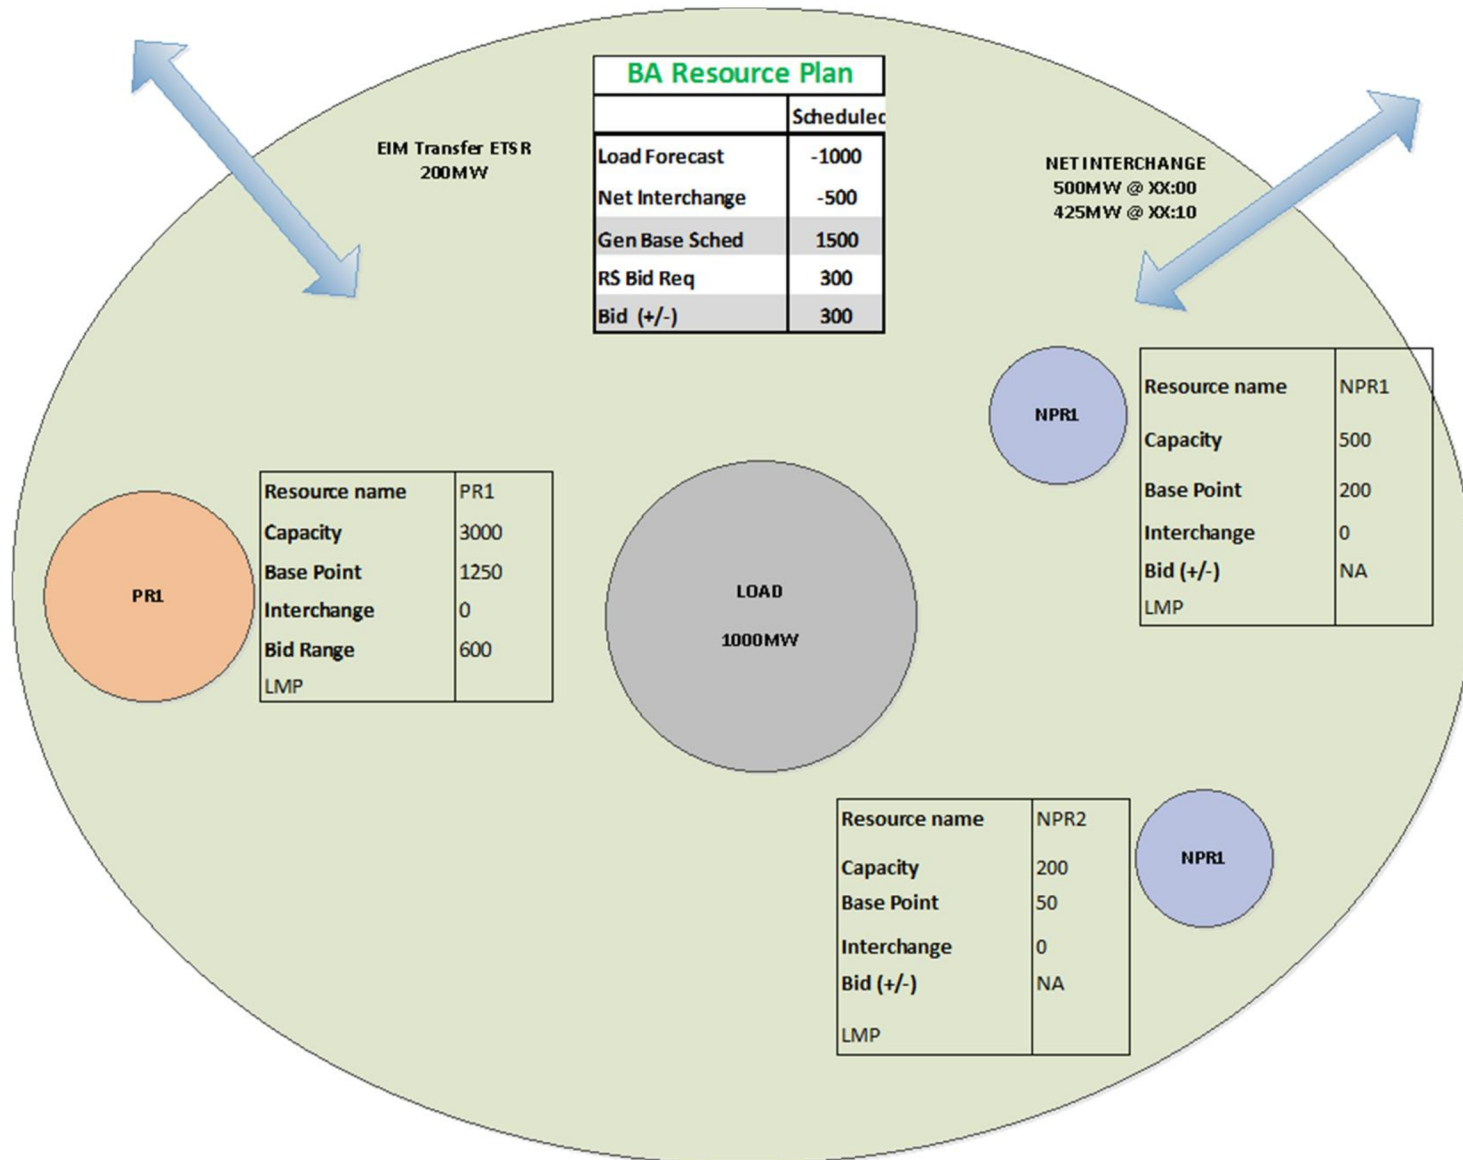 BA Resource Plan
Scheduled
Load Forecast -1000
Net Interchange -500
Gen Base Sched 1500
RS Bid Req 300
Bid (+/-) 300
EIM Transfer ETSR
200MW
NET INTERCHANGE
500MW @ XX:00
425MW @ XX:10
NPR1
Resource name NPR1
Capacity 500
Base Point 200
Interchange 0
Bid (+/-) NA
LMP
PR1
Resource name PR1
Capacity 3000
Base Point 1250
Interchange 0
Bid Range 600
LMP
LOAD
1000MW
Resource name NPR2
Capacity 200
Base Point 50
Interchange 0
Bid (+/-) NA
LMP
NPR1